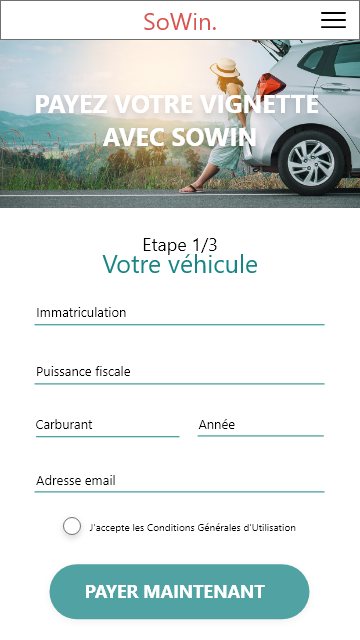 SoWin.
PAYEZ VOTRE VIGNETTE
AVEC SOWIN
Etape 1/3
Votre véhicule
Immatriculation
Puissance fiscale
Carburant
Année
Adresse email
J'accepte les Conditions Générales d'Utilisation
PAYER MAINTENANT